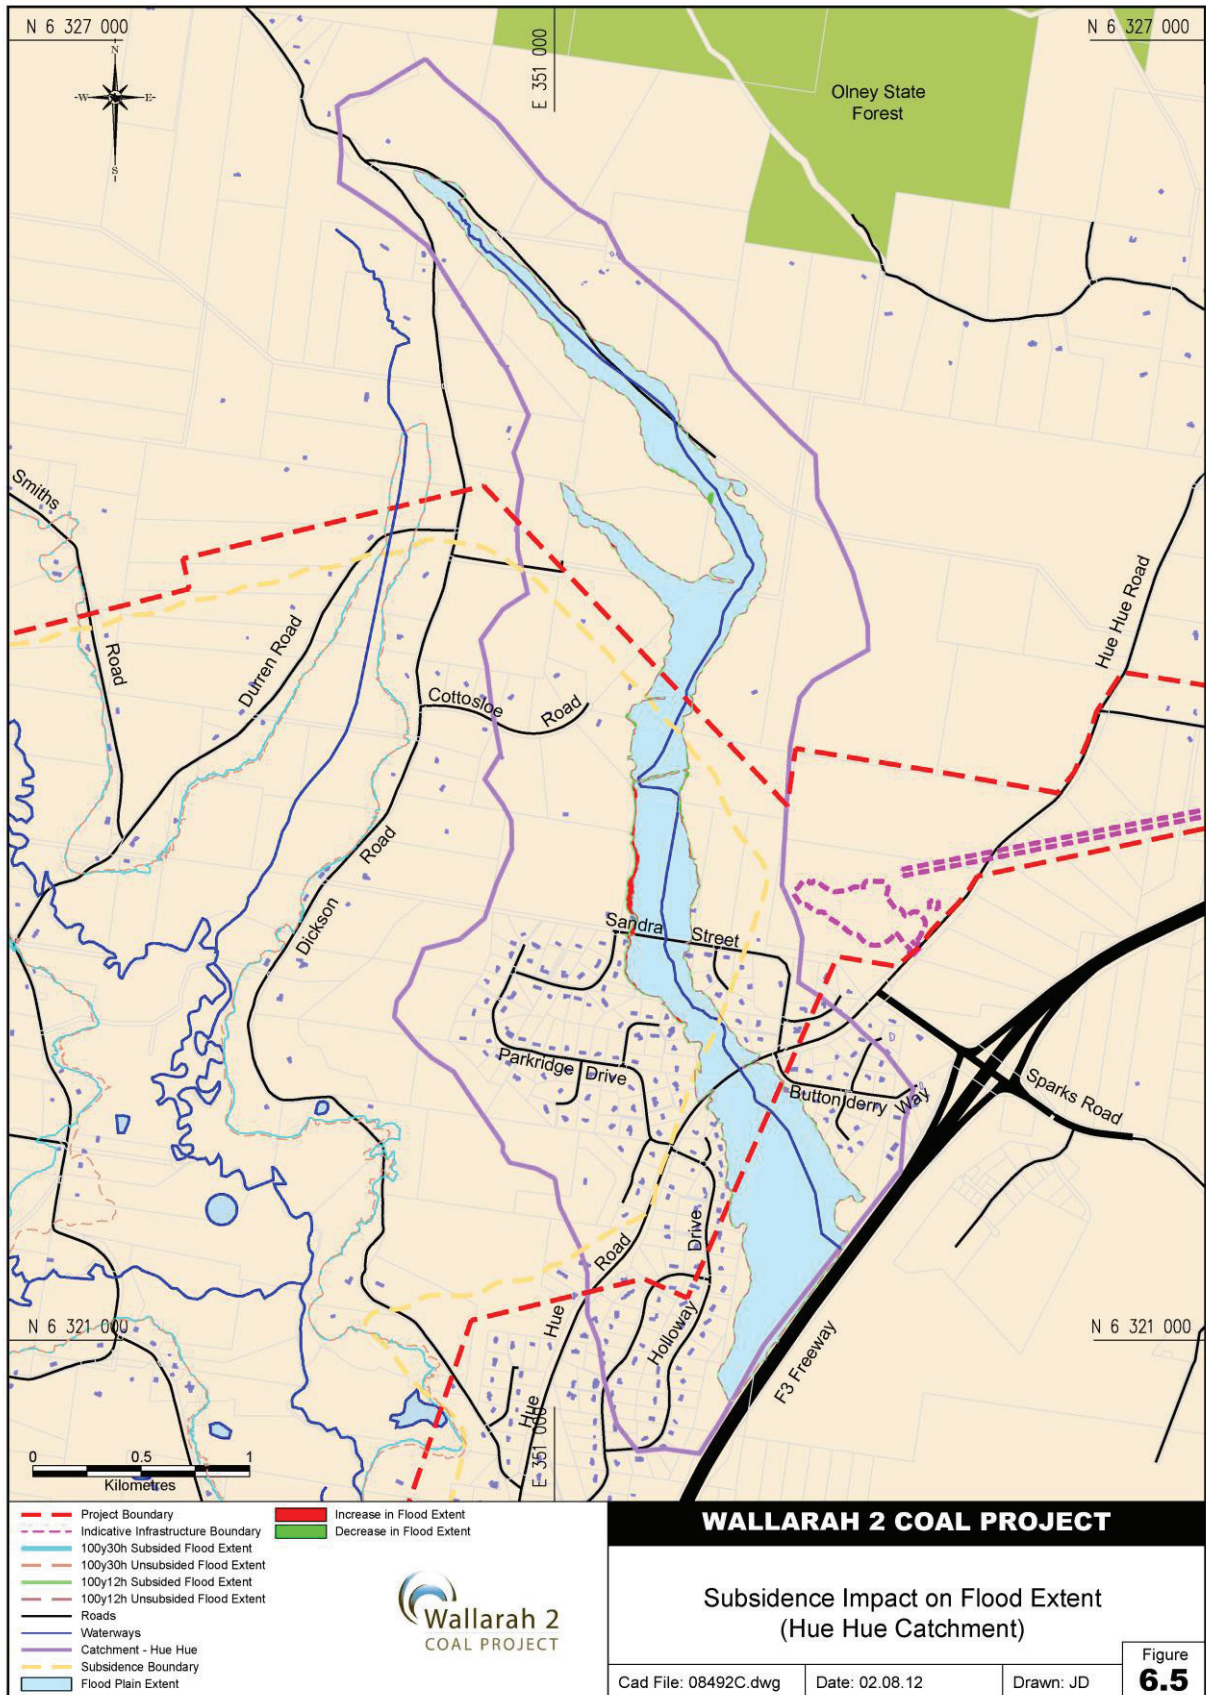 N 6 327 000
E 351 000
N 6 327 000
N
W E
S
Olney State
Forest
Smiths
Road
Durren Road
Cottosloe Road
Hue Hue Road
Dickson Road
Sandra Street
Parkridge Drive
Buttonderry Way
Sparks Road
Hue Hue Road
Holloway Drive
F3 Freeway
N 6 321 000
N 6 321 000
E 351 000
0 0.5 1
Kilometres
Project Boundary
Indicative Infrastructure Boundary
100y30h Subsided Flood Extent
100y30h Unsubsided Flood Extent
100y12h Subsided Flood Extent
100y12h Unsubsided Flood Extent
Roads
Waterways
Catchment - Hue Hue
Subsidence Boundary
Flood Plain Extent
Increase in Flood Extent
Decrease in Flood Extent
Wallarah 2
COAL PROJECT
WALLARAH 2 COAL PROJECT
Subsidence Impact on Flood Extent
(Hue Hue Catchment)
Cad File: 08492C.dwg
Date: 02.08.12
Drawn: JD
Figure
6.5